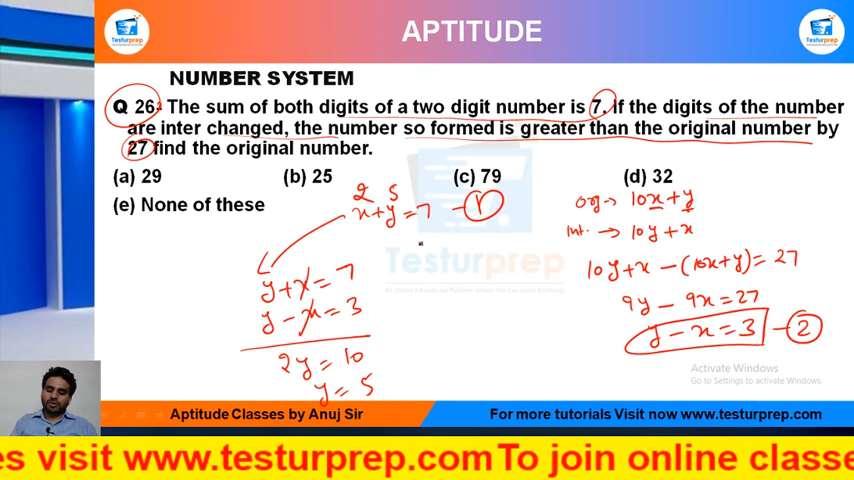 Testurprep
APTITUDE
Testurprep
NUMBER SYSTEM
Q 26:- The sum of both digits of a two digit number is 7. If the digits of the number
are inter changed, the number so formed is greater than the original number by
27 find the original number.
(a) 29 (b) 25 (c) 79 (d) 32
(e) None of these
2 5
x+y=7 - 1
Org → 10x+y
Int. → 10y+x
10y+x - (10x+y) = 27
9y - 9x = 27
y - x = 3 - 2
y+x = 7
y - x = 3
2y = 10
y = 5
Testurprep
Activate Windows
Go to Settings to activate Windows.
Aptitude Classes by Anuj Sir
For more tutorials Visit now www.testurprep.com
es visit www.testurprep.com To join online classe